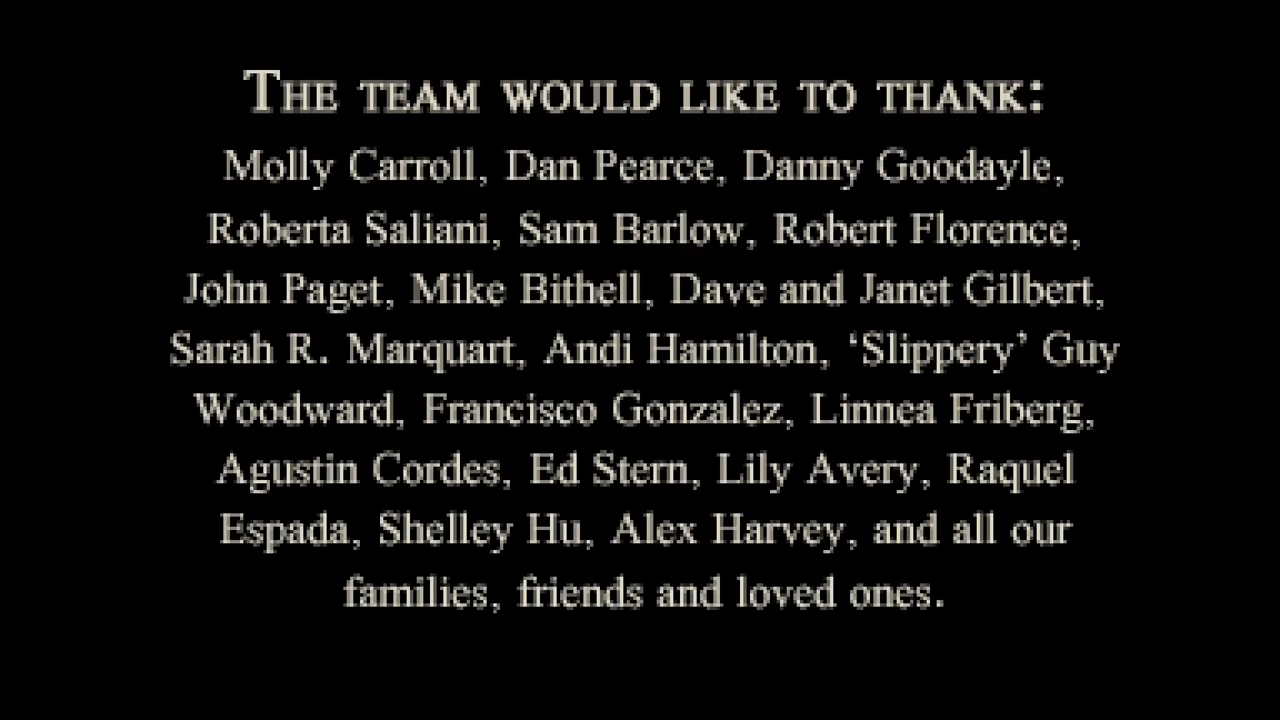 THE TEAM WOULD LIKE TO THANK:
Molly Carroll, Dan Pearce, Danny Goodayle,
Roberta Saliani, Sam Barlow, Robert Florence,
John Paget, Mike Bithell, Dave and Janet Gilbert,
Sarah R. Marquart, Andi Hamilton, ‘Slippery’ Guy
Woodward, Francisco Gonzalez, Linnea Friberg,
Agustin Cordes, Ed Stern, Lily Avery, Raquel
Espada, Shelley Hu, Alex Harvey, and all our
families, friends and loved ones.